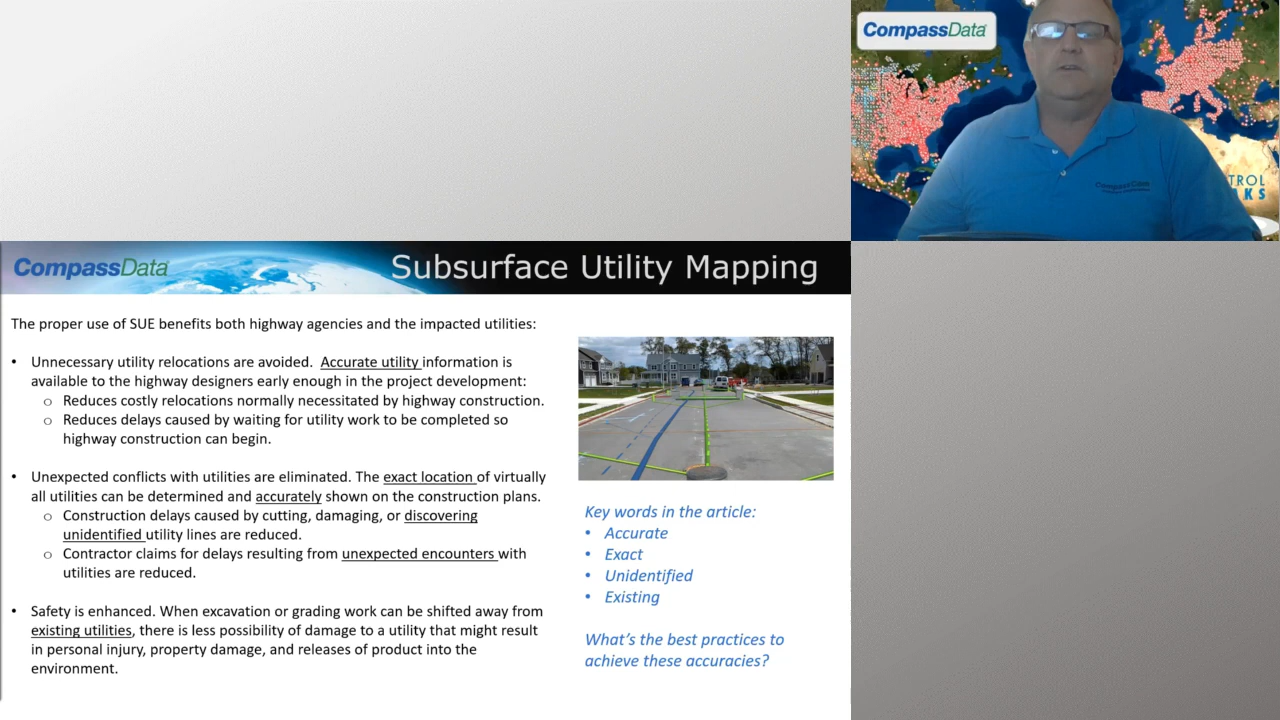 CompassData
CompassCom
TROL
AKS
CompassData
Subsurface Utility Mapping
The proper use of SUE benefits both highway agencies and the impacted utilities:
• Unnecessary utility relocations are avoided. Accurate utility information is
available to the highway designers early enough in the project development:
o Reduces costly relocations normally necessitated by highway construction.
o Reduces delays caused by waiting for utility work to be completed so
highway construction can begin.
• Unexpected conflicts with utilities are eliminated. The exact location of virtually
all utilities can be determined and accurately shown on the construction plans.
o Construction delays caused by cutting, damaging, or discovering
unidentified utility lines are reduced.
o Contractor claims for delays resulting from unexpected encounters with
utilities are reduced.
• Safety is enhanced. When excavation or grading work can be shifted away from
existing utilities, there is less possibility of damage to a utility that might result
in personal injury, property damage, and releases of product into the
environment.
Key words in the article:
• Accurate
• Exact
• Unidentified
• Existing
What's the best practices to
achieve these accuracies?